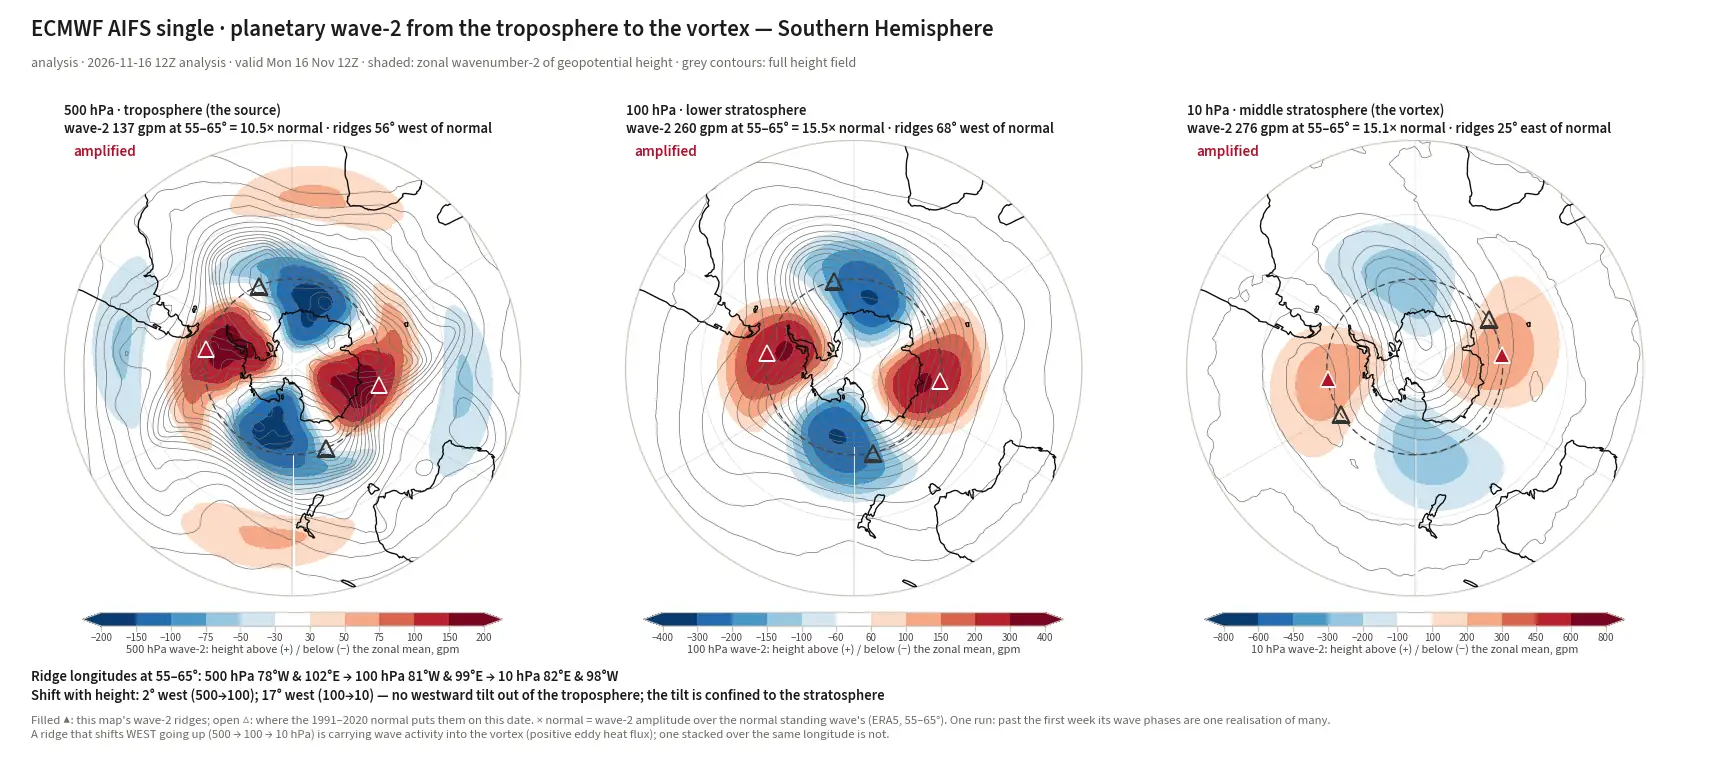 ECMWF AIFS single · planetary wave-2 from the troposphere to the vortex — Southern Hemisphere
analysis · 2026-11-16 12Z analysis · valid Mon 16 Nov 12Z · shaded: zonal wavenumber-2 of geopotential height · grey contours: full height field
500 hPa · troposphere (the source)
wave-2 137 gpm at 55–65° = 10.5× normal · ridges 56° west of normal
amplified
100 hPa · lower stratosphere
wave-2 260 gpm at 55–65° = 15.5× normal · ridges 68° west of normal
amplified
10 hPa · middle stratosphere (the vortex)
wave-2 276 gpm at 55–65° = 15.1× normal · ridges 25° east of normal
amplified
−200 −150 −100 −75 −50 −30 30 50 75 100 150 200
500 hPa wave-2: height above (+) / below (−) the zonal mean, gpm
−400 −300 −200 −150 −100 −60 60 100 150 200 300 400
100 hPa wave-2: height above (+) / below (−) the zonal mean, gpm
−800 −600 −450 −300 −200 −100 100 200 300 450 600 800
10 hPa wave-2: height above (+) / below (−) the zonal mean, gpm
Ridge longitudes at 55–65°: 500 hPa 78°W & 102°E → 100 hPa 81°W & 99°E → 10 hPa 82°E & 98°W
Shift with height: 2° west (500→100); 17° west (100→10) — no westward tilt out of the troposphere; the tilt is confined to the stratosphere
Filled ▲: this map's wave-2 ridges; open △: where the 1991–2020 normal puts them on this date. × normal = wave-2 amplitude over the normal standing wave's (ERA5, 55–65°). One run: past the first week its wave phases are one realisation of many.
A ridge that shifts WEST going up (500 → 100 → 10 hPa) is carrying wave activity into the vortex (positive eddy heat flux); one stacked over the same longitude is not.